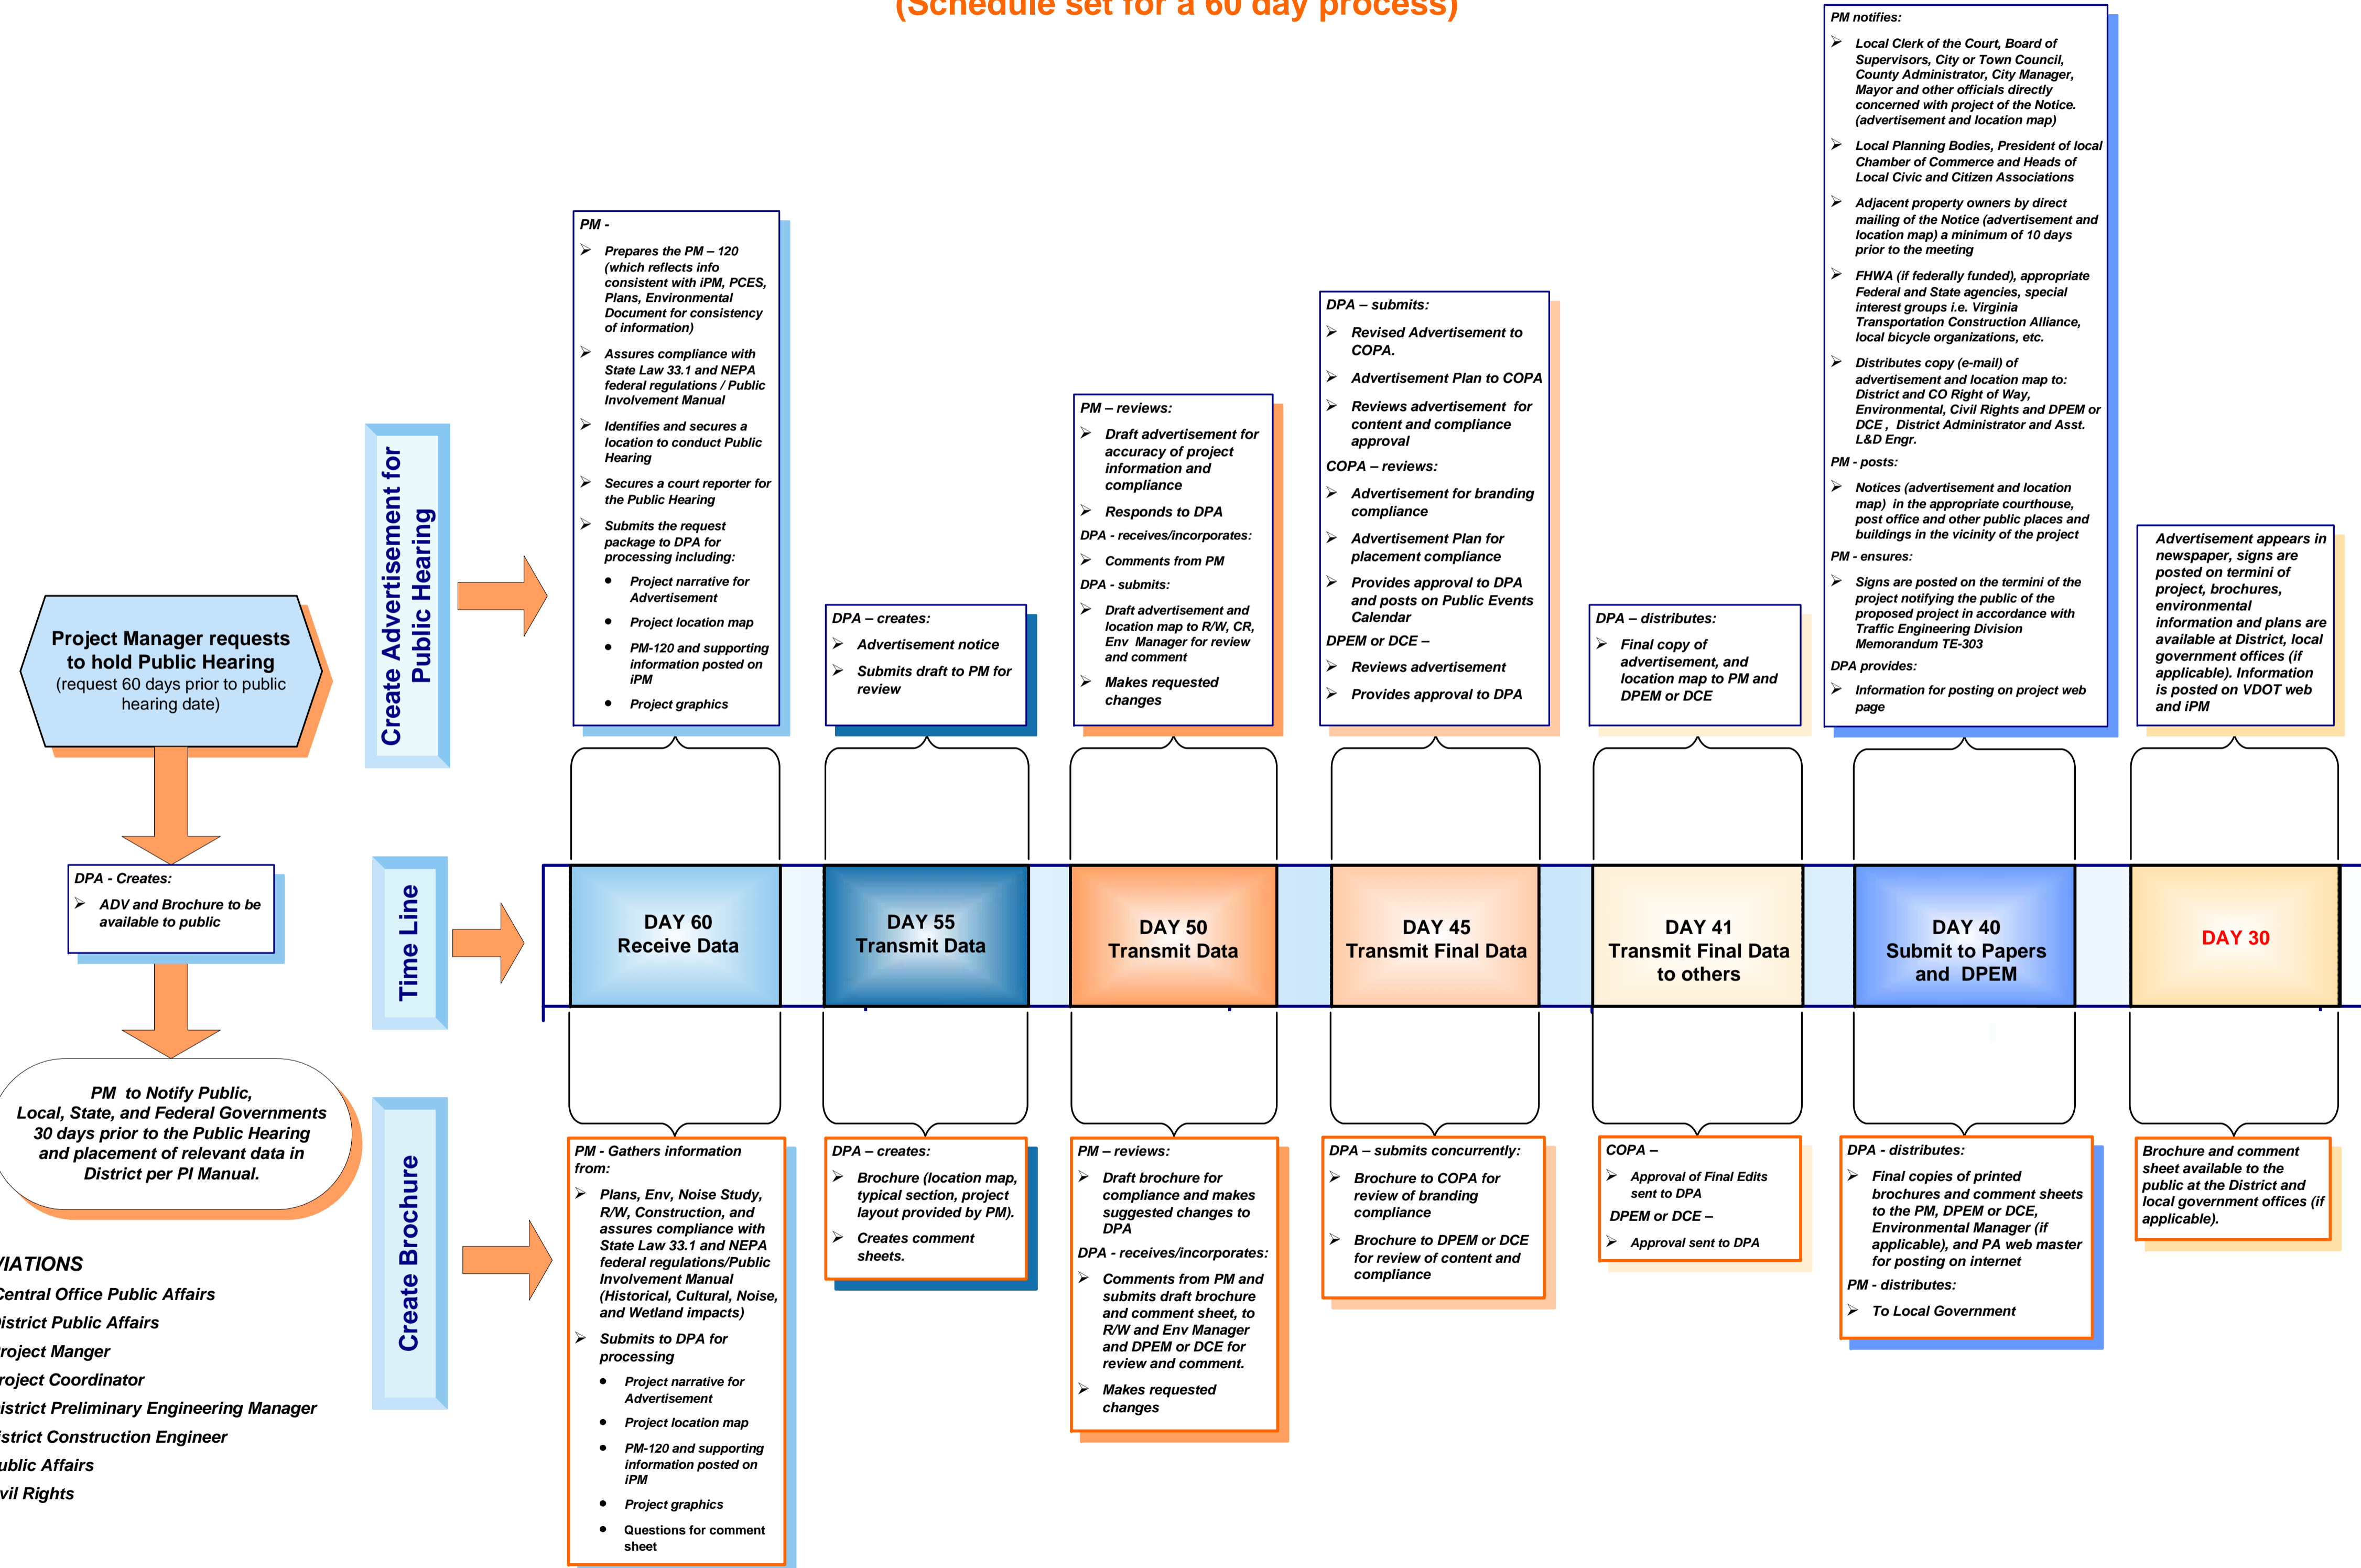 (Schedule set for a 60 day process)
Project Manager requests
to hold Public Hearing
(request 60 days prior to public
hearing date)
DPA - Creates:
➢ ADV and Brochure to be
available to public
PM to Notify Public,
Local, State, and Federal Governments
30 days prior to the Public Hearing
and placement of relevant data in
District per PI Manual.
Central Office Public Affairs
District Public Affairs
Project Manger
Project Coordinator
District Preliminary Engineering Manager
District Construction Engineer
Public Affairs
Civil Rights
Create Advertisement for
Public Hearing
PM -
➢ Prepares the PM – 120
(which reflects info
consistent with iPM, PCES,
Plans, Environmental
Document for consistency
of information)
➢ Assures compliance with
State Law 33.1 and NEPA
federal regulations / Public
Involvement Manual
➢ Identifies and secures a
location to conduct Public
Hearing
➢ Secures a court reporter for
the Public Hearing
➢ Submits the request
package to DPA for
processing including:
• Project narrative for
Advertisement
• Project location map
• PM-120 and supporting
information posted on
iPM
• Project graphics
DPA – creates:
➢ Advertisement notice
➢ Submits draft to PM for
review
PM – reviews:
➢ Draft advertisement for
accuracy of project
information and
compliance
➢ Responds to DPA
DPA - receives/incorporates:
➢ Comments from PM
DPA - submits:
➢ Draft advertisement and
location map to R/W, CR,
Env Manager for review
and comment
➢ Makes requested
changes
DPA – submits:
➢ Revised Advertisement to
COPA.
➢ Advertisement Plan to COPA
➢ Reviews advertisement for
content and compliance
approval
COPA – reviews:
➢ Advertisement for branding
compliance
➢ Advertisement Plan for
placement compliance
➢ Provides approval to DPA
and posts on Public Events
Calendar
DPEM or DCE –
➢ Reviews advertisement
➢ Provides approval to DPA
DPA – distributes:
➢ Final copy of
advertisement, and
location map to PM and
DPEM or DCE
PM notifies:
➢ Local Clerk of the Court, Board of
Supervisors, City or Town Council,
County Administrator, City Manager,
Mayor and other officials directly
concerned with project of the Notice.
(advertisement and location map)
➢ Local Planning Bodies, President of local
Chamber of Commerce and Heads of
Local Civic and Citizen Associations
➢ Adjacent property owners by direct
mailing of the Notice (advertisement and
location map) a minimum of 10 days
prior to the meeting
➢ FHWA (if federally funded), appropriate
Federal and State agencies, special
interest groups i.e. Virginia
Transportation Construction Alliance,
local bicycle organizations, etc.
➢ Distributes copy (e-mail) of
advertisement and location map to:
District and CO Right of Way,
Environmental, Civil Rights and DPEM or
DCE , District Administrator and Asst.
L&D Engr.
PM - posts:
➢ Notices (advertisement and location
map) in the appropriate courthouse,
post office and other public places and
buildings in the vicinity of the project
PM - ensures:
➢ Signs are posted on the termini of the
project notifying the public of the
proposed project in accordance with
Traffic Engineering Division
Memorandum TE-303
DPA provides:
➢ Information for posting on project web
page
Advertisement appears in
newspaper, signs are
posted on termini of
project, brochures,
environmental
information and plans are
available at District, local
government offices (if
applicable). Information
is posted on VDOT web
and iPM
Time Line
DAY 60
Receive Data
DAY 55
Transmit Data
DAY 50
Transmit Data
DAY 45
Transmit Final Data
DAY 41
Transmit Final Data
to others
DAY 40
Submit to Papers
and DPEM
DAY 30
Create Brochure
PM - Gathers information
from:
➢ Plans, Env, Noise Study,
R/W, Construction, and
assures compliance with
State Law 33.1 and NEPA
federal regulations/Public
Involvement Manual
(Historical, Cultural, Noise,
and Wetland impacts)
➢ Submits to DPA for
processing
• Project narrative for
Advertisement
• Project location map
• PM-120 and supporting
information posted on
iPM
• Project graphics
• Questions for comment
sheet
DPA – creates:
➢ Brochure (location map,
typical section, project
layout provided by PM).
➢ Creates comment
sheets.
PM – reviews:
➢ Draft brochure for
compliance and makes
suggested changes to
DPA
DPA - receives/incorporates:
➢ Comments from PM and
submits draft brochure
and comment sheet, to
R/W and Env Manager
and DPEM or DCE for
review and comment.
➢ Makes requested
changes
DPA – submits concurrently:
➢ Brochure to COPA for
review of branding
compliance
➢ Brochure to DPEM or DCE
for review of content and
compliance
COPA –
➢ Approval of Final Edits
sent to DPA
DPEM or DCE –
➢ Approval sent to DPA
DPA - distributes:
➢ Final copies of printed
brochures and comment sheets
to the PM, DPEM or DCE,
Environmental Manager (if
applicable), and PA web master
for posting on internet
PM - distributes:
➢ To Local Government
Brochure and comment
sheet available to the
public at the District and
local government offices (if
applicable).